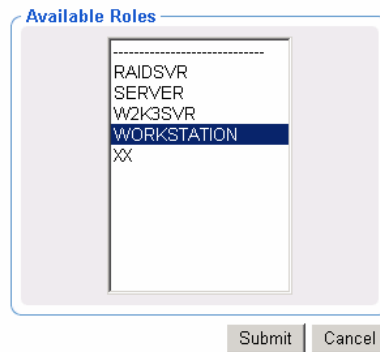 Available Roles
------------------------------
RAIDSVR
SERVER
W2K3SVR
WORKSTATION
XX
Submit Cancel